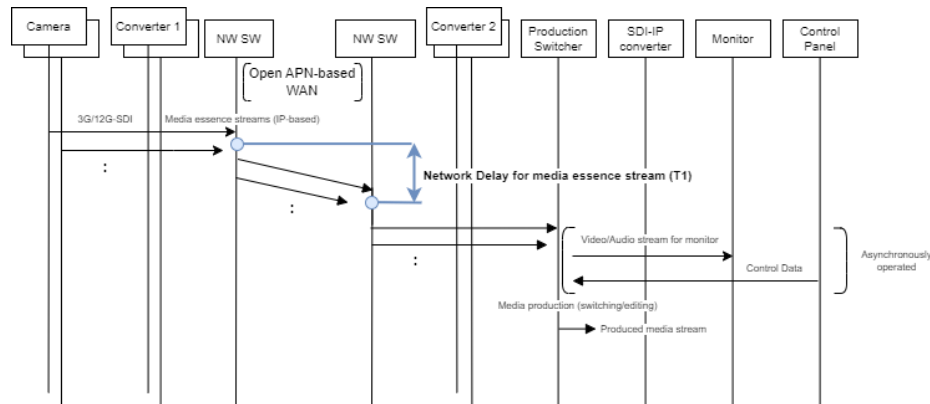 Camera
Converter 1
NW SW
NW SW
Converter 2
Production
Switcher
SDI-IP
converter
Monitor
Control
Panel
Open APN-based
WAN
3G/12G-SDI
Media essence streams (IP-based)
:
Network Delay for media essence stream (T1)
:
:
Video/Audio stream for monitor
Asynchronously
operated
Control Data
Media production (switching/editing)
Produced media stream